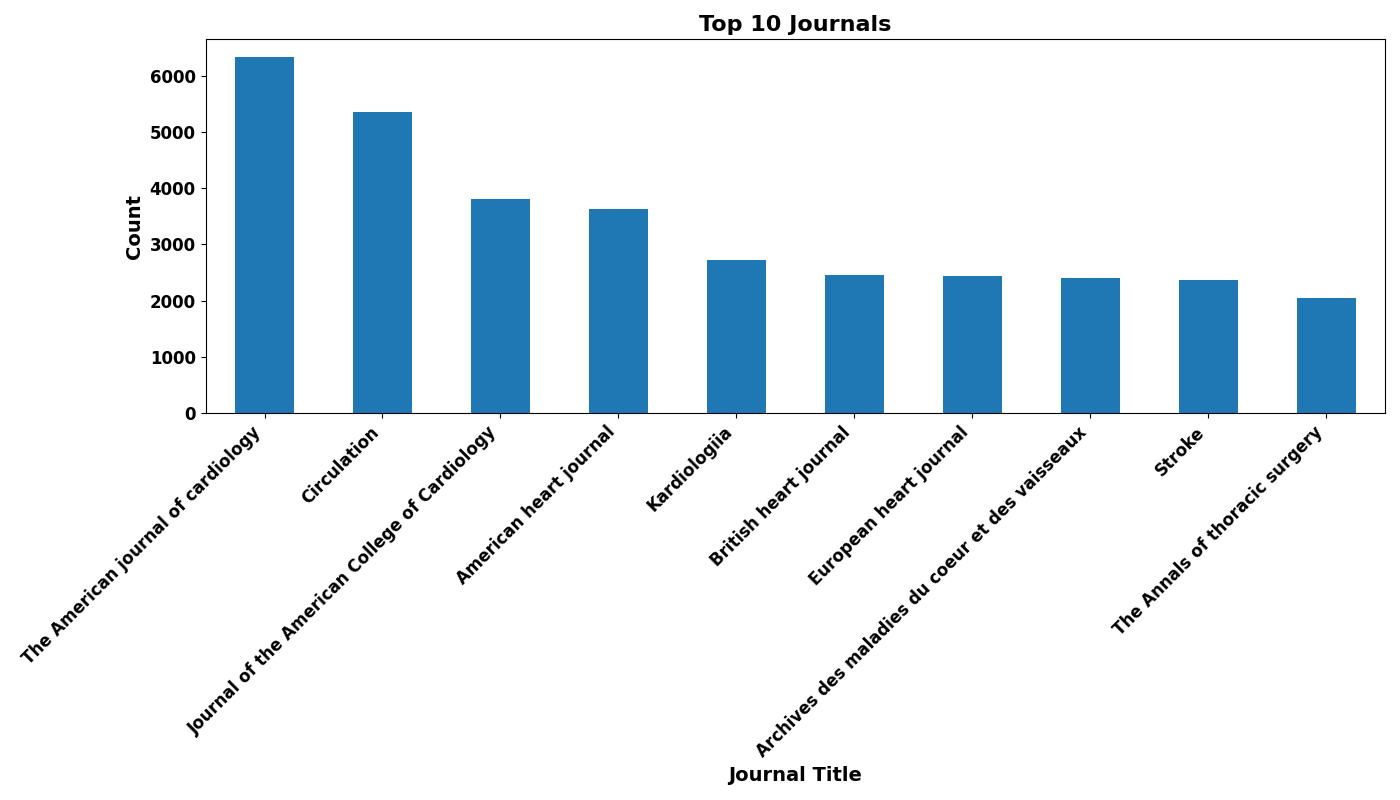 Top 10 Journals
6000
5000
4000
3000
2000
1000
0
Count
The American journal of cardiology
Circulation
Journal of the American College of Cardiology
American heart journal
Kardiologiia
British heart journal
European heart journal
Archives des maladies du coeur et des vaisseaux
Stroke
The Annals of thoracic surgery
Journal Title